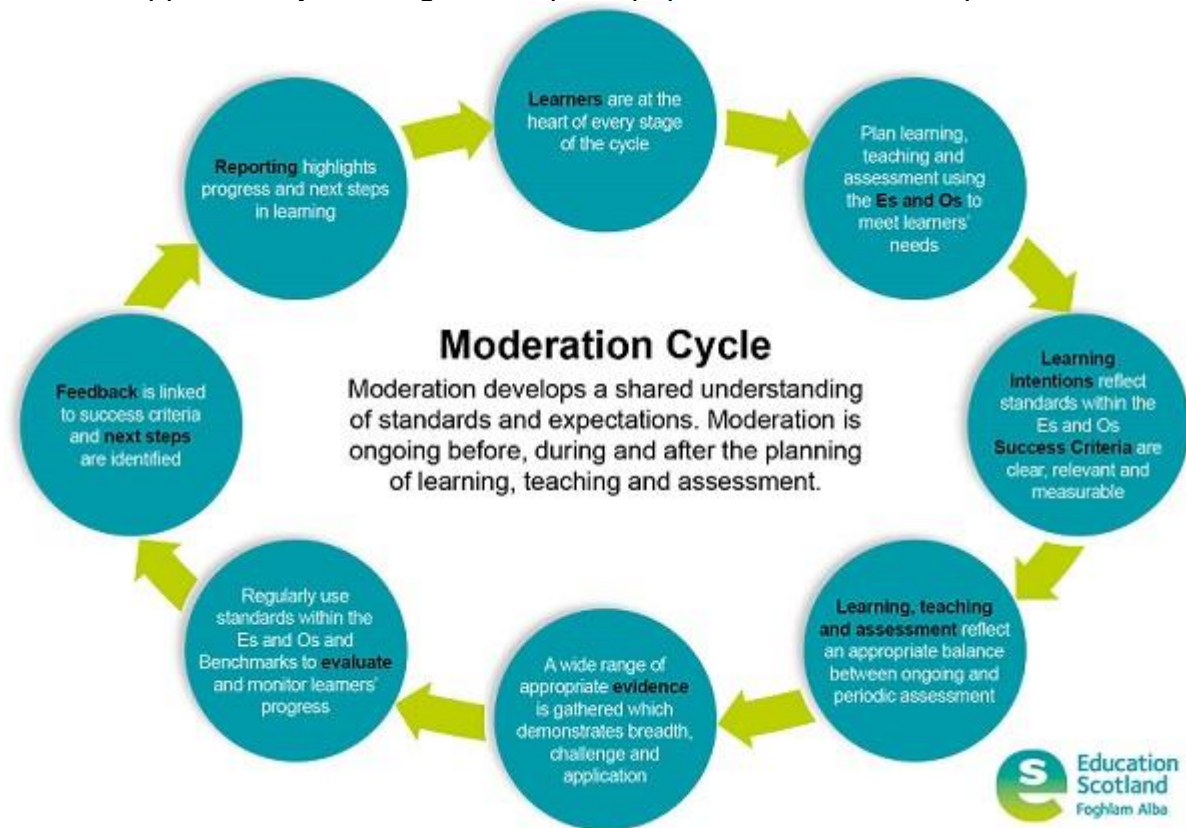 Learners are at the
heart of every stage
of the cycle
Plan learning,
teaching and
assessment using
the Es and Os to
meet learners'
needs
Learning
Intentions reflect
standards within the
Es and Os
Success Criteria are
clear, relevant and
measurable
Learning, teaching
and assessment reflect
an appropriate balance
between ongoing and
periodic assessment
A wide range of
appropriate evidence
is gathered which
demonstrates breadth,
challenge and
application
Regularly use
standards within the
Es and Os and
Benchmarks to evaluate
and monitor learners'
progress
Feedback is linked
to success criteria
and next steps
are identified
Reporting highlights
progress and next steps
in learning
Moderation Cycle
Moderation develops a shared understanding
of standards and expectations. Moderation is
ongoing before, during and after the planning
of learning, teaching and assessment.
Education
Scotland
Foghlam Alba